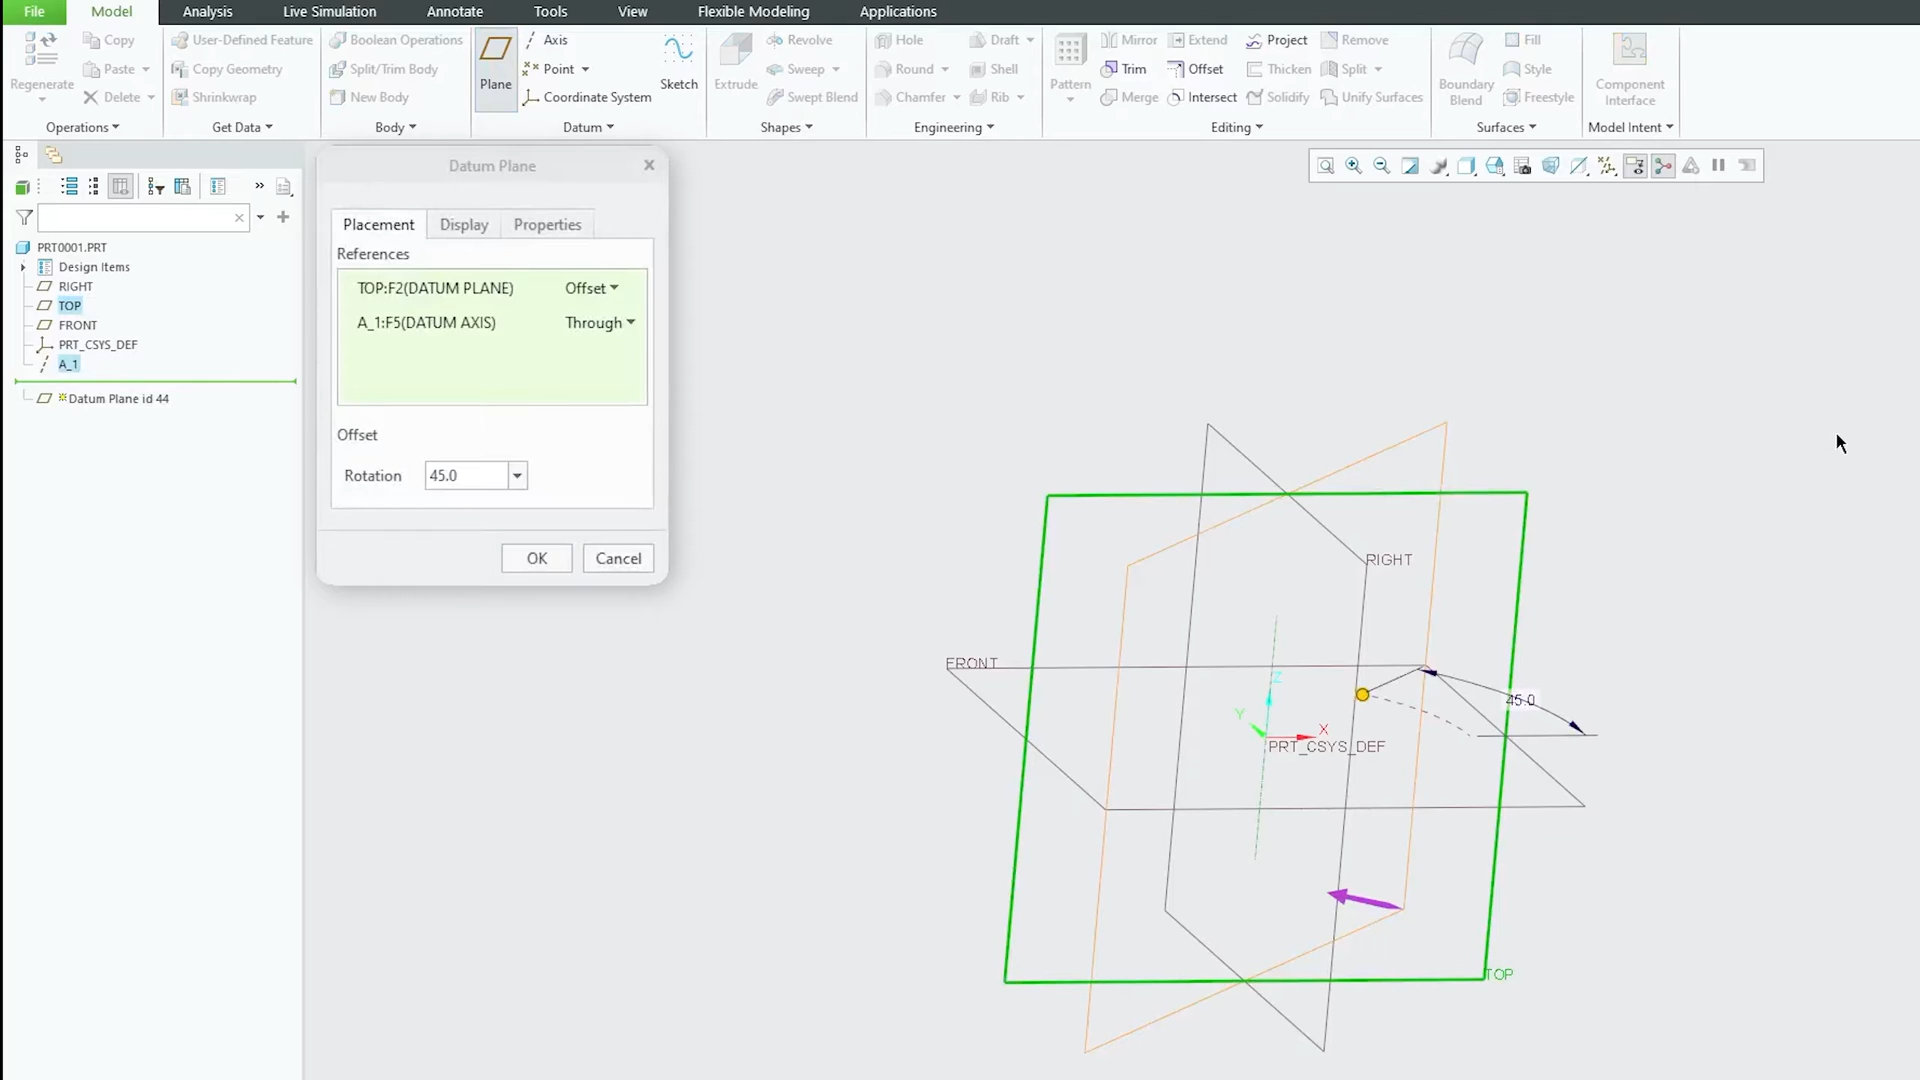 File Model Analysis Live Simulation Annotate Tools View Flexible Modeling Applications
Regenerate
Copy
Paste
Delete
Operations
User-Defined Feature
Copy Geometry
Shrinkwrap
Get Data
Boolean Operations
Split/Trim Body
New Body
Body
Plane
Axis
Point
Coordinate System
Sketch
Datum
Extrude
Revolve
Sweep
Swept Blend
Shapes
Hole
Round
Chamfer
Draft
Shell
Rib
Engineering
Pattern
Mirror
Trim
Merge
Extend
Offset
Intersect
Project
Thicken
Solidify
Remove
Split
Unify Surfaces
Editing
Boundary
Blend
Fill
Style
Freestyle
Surfaces
Component
Interface
Model Intent
PRT0001.PRT
Design Items
RIGHT
TOP
FRONT
PRT_CSYS_DEF
A_1
Datum Plane id 44
Datum Plane
Placement Display Properties
References
TOP:F2(DATUM PLANE) Offset
A_1:F5(DATUM AXIS) Through
Offset
Rotation 45.0
OK Cancel
RIGHT
FRONT
Z
45.0
Y
X
PRT_CSYS_DEF
TOP